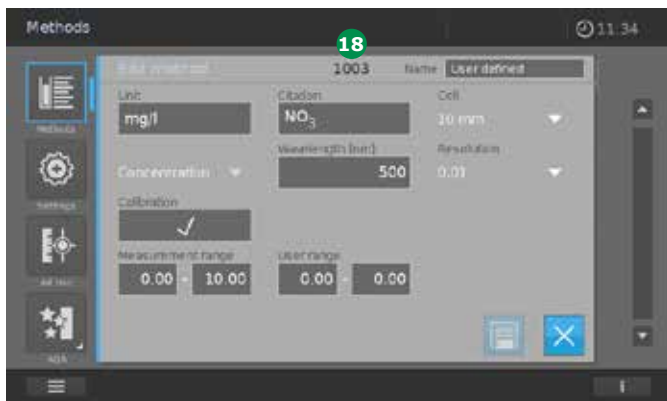 Methods 11:34
18
Edit method 1003 Name User defined
Unit Citation Cell
mg/l NO3 10 mm
Wavelength [nm] Resolution
Concentration 500 0.01
Calibration
Measurement range User range
0.00 - 10.00 0.00 - 0.00
Methods
Settings
AQA
i